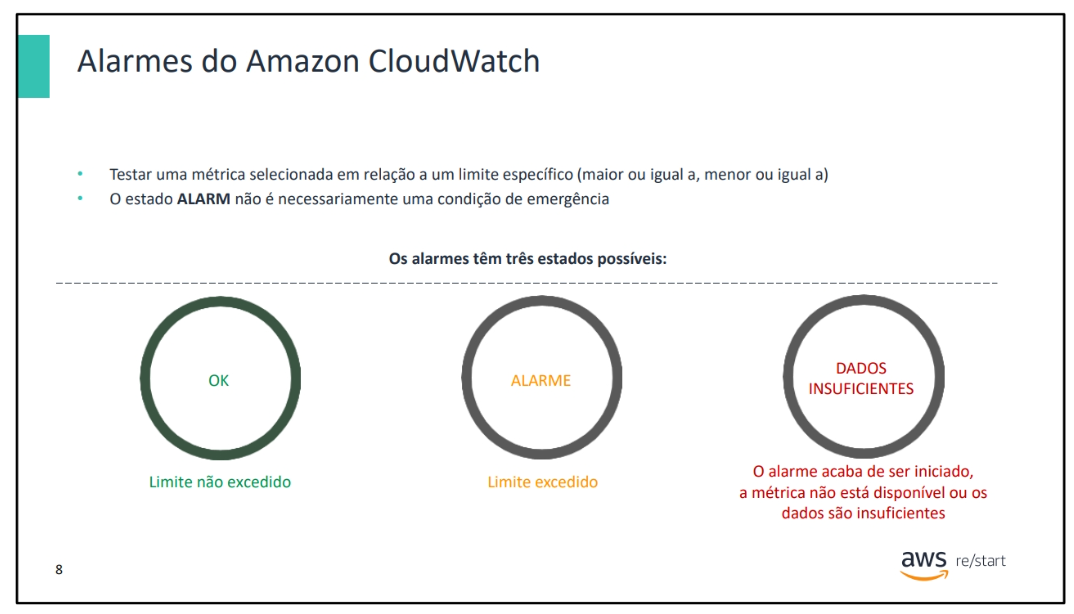 Alarmes do Amazon CloudWatch
• Testar uma métrica selecionada em relação a um limite específico (maior ou igual a, menor ou igual a)
• O estado ALARM não é necessariamente uma condição de emergência
Os alarmes têm três estados possíveis:
OK
Limite não excedido
ALARME
Limite excedido
DADOS
INSUFICIENTES
O alarme acaba de ser iniciado,
a métrica não está disponível ou os
dados são insuficientes
8
aws re/start